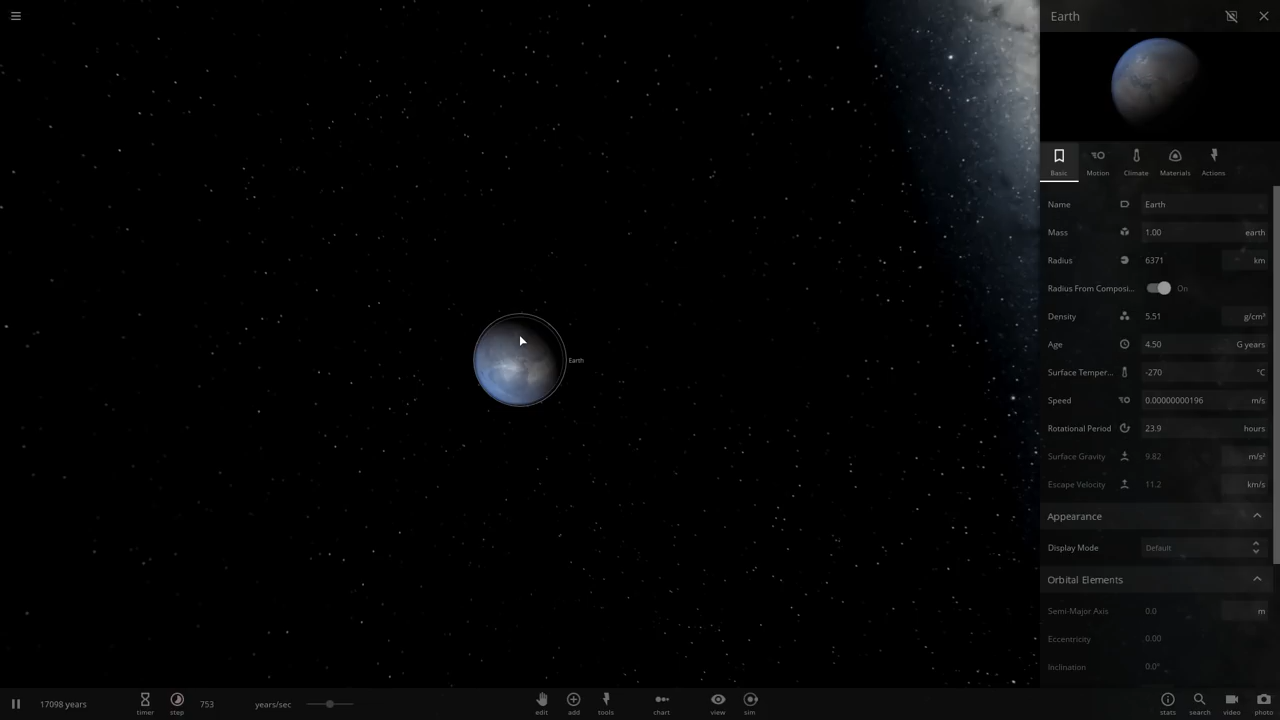 Earth
Basic
Motion
Climate
Materials
Actions
Name Earth
Mass 1.00 earth
Radius 6371 km
Radius From Composi... On
Density 5.51 g/cm³
Age 4.50 G years
Surface Temper... -270 °C
Speed 0.00000000196 m/s
Rotational Period 23.9 hours
Surface Gravity 9.82 m/s²
Escape Velocity 11.2 km/s
Appearance
Display Mode Default
Orbital Elements
Semi-Major Axis 0.0 m
Eccentricity 0.00
Inclination 0.0°
Earth
17098 years
timer
step
753 years/sec
edit
add
tools
chart
view
sim
stats
search
video
photo